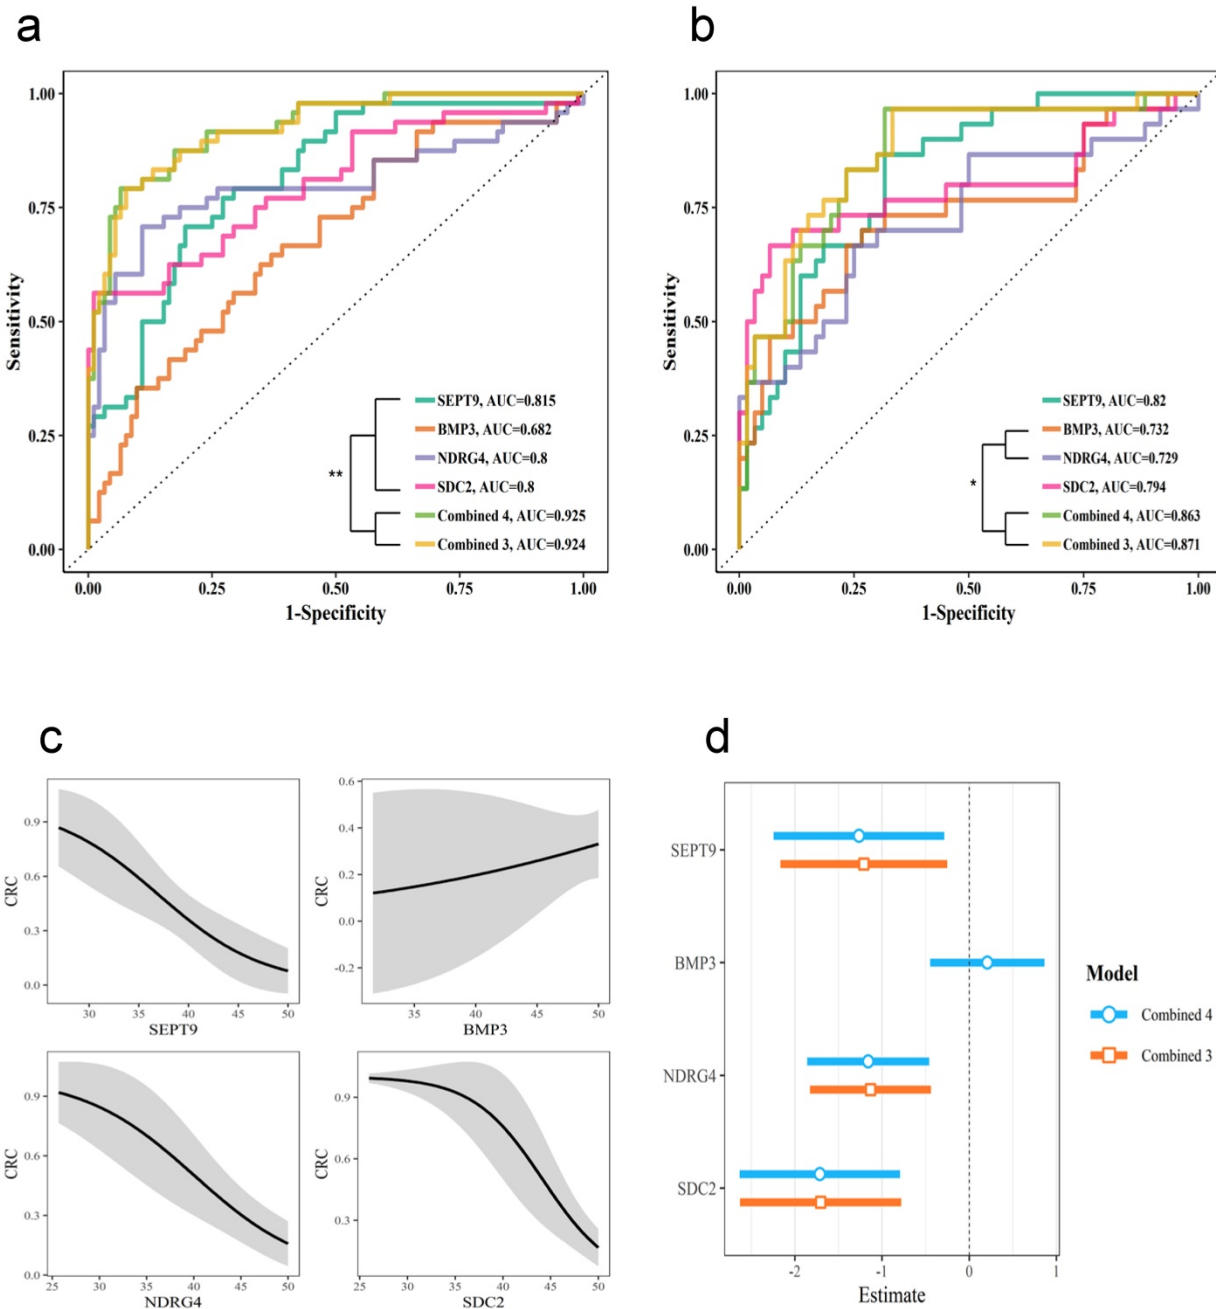 a
b
1.00
0.75
0.50
0.25
0.00
Sensitivity
SEPT9, AUC=0.815
BMP3, AUC=0.682
NDRG4, AUC=0.8
SDC2, AUC=0.8
Combined 4, AUC=0.925
Combined 3, AUC=0.924
**
0.00 0.25 0.50 0.75 1.00
1-Specificity
1.00
0.75
0.50
0.25
0.00
Sensitivity
SEPT9, AUC=0.82
BMP3, AUC=0.732
NDRG4, AUC=0.729
SDC2, AUC=0.794
Combined 4, AUC=0.863
Combined 3, AUC=0.871
*
0.00 0.25 0.50 0.75 1.00
1-Specificity
c
0.9
0.6
0.3
0.0
CRC
30 35 40 45 50
SEPT9
0.6
0.4
0.2
0.0
-0.2
CRC
35 40 45 50
BMP3
0.9
0.6
0.3
0.0
CRC
25 30 35 40 45 50
NDRG4
0.9
0.6
0.3
CRC
25 30 35 40 45 50
SDC2
d
SEPT9
BMP3
NDRG4
SDC2
-2 -1 0 1
Estimate
Model
Combined 4
Combined 3